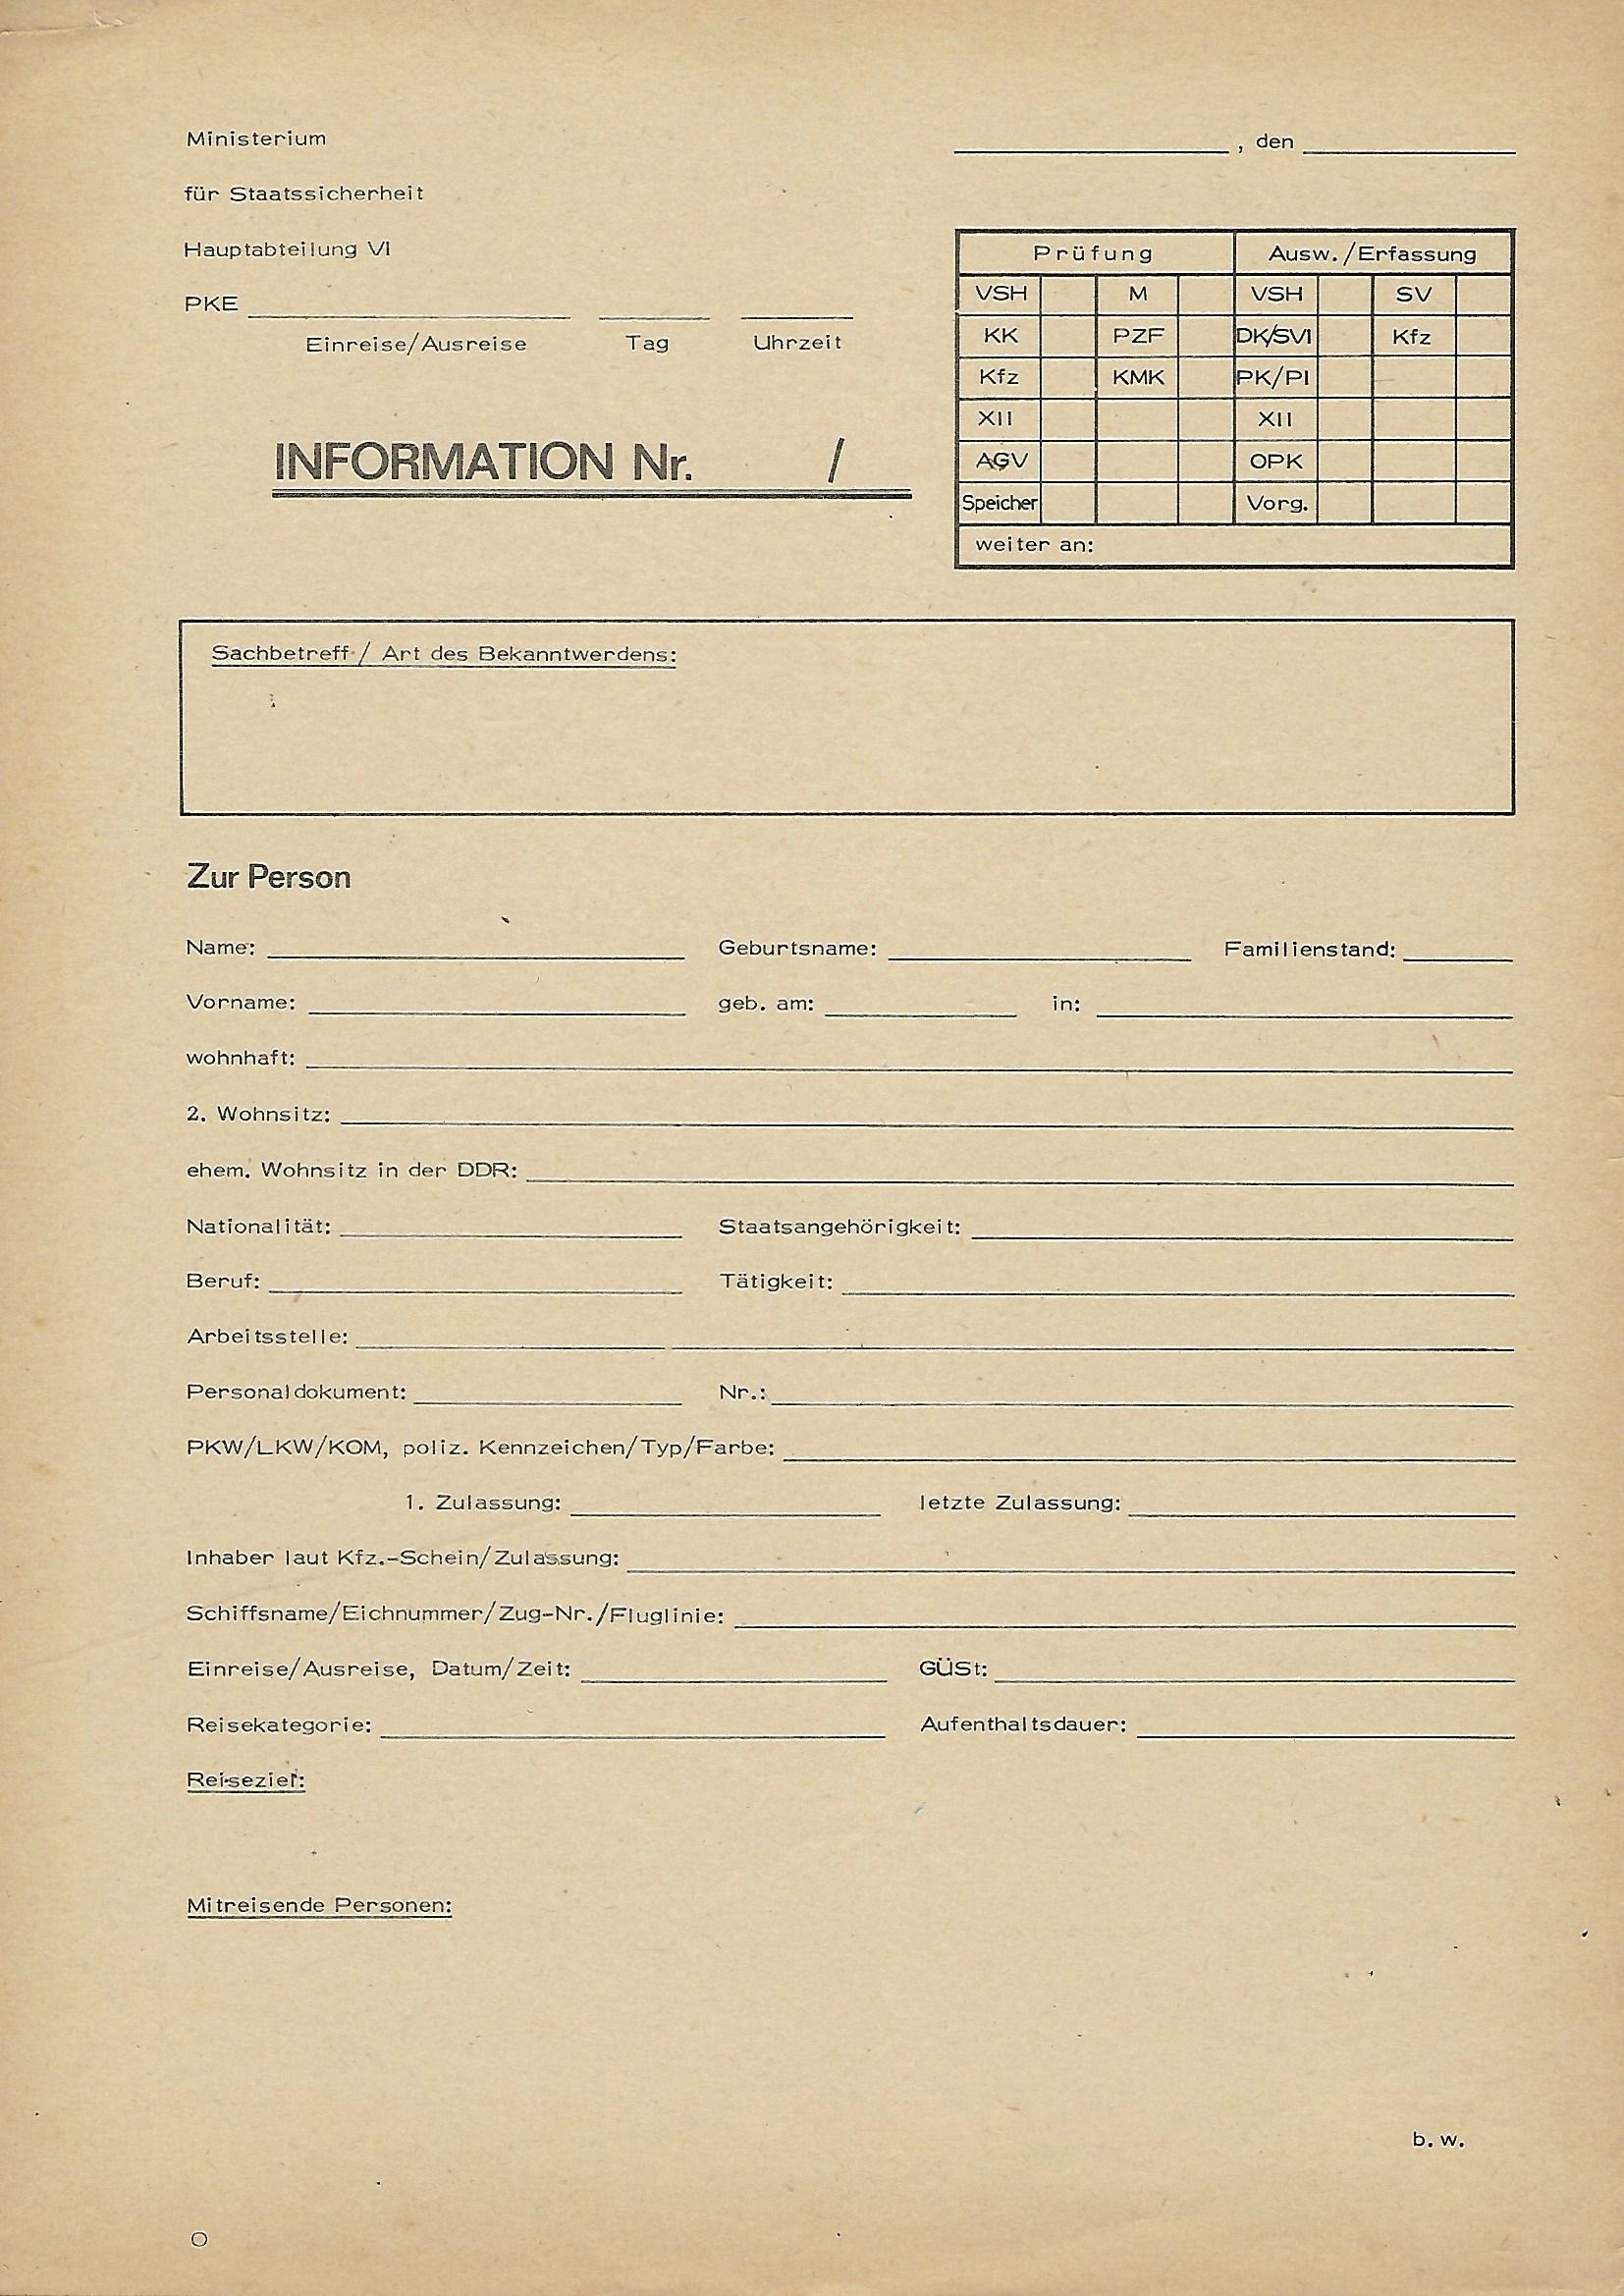 Ministerium
, den
für Staatssicherheit
Hauptabteilung VI
PKE
Einreise/Ausreise Tag Uhrzeit
INFORMATION Nr. /
Prüfung Ausw./Erfassung
VSH M VSH SV
KK PZF DK/SVI Kfz
Kfz KMK PK/PI
XII XII
AGV OPK
Speicher Vorg.
weiter an:
Sachbetreff / Art des Bekanntwerdens:
Zur Person
Name: Geburtsname: Familienstand:
Vorname: geb. am: in:
wohnhaft:
2. Wohnsitz:
ehem. Wohnsitz in der DDR:
Nationalität: Staatsangehörigkeit:
Beruf: Tätigkeit:
Arbeitsstelle:
Personaldokument: Nr.:
PKW/LKW/KOM, poliz. Kennzeichen/Typ/Farbe:
1. Zulassung: letzte Zulassung:
Inhaber laut Kfz.-Schein/Zulassung:
Schiffsname/Eichnummer/Zug-Nr./Fluglinie:
Einreise/Ausreise, Datum/Zeit: GÜSt:
Reisekategorie: Aufenthaltsdauer:
Reiseziel:
Mitreisende Personen:
b. w.